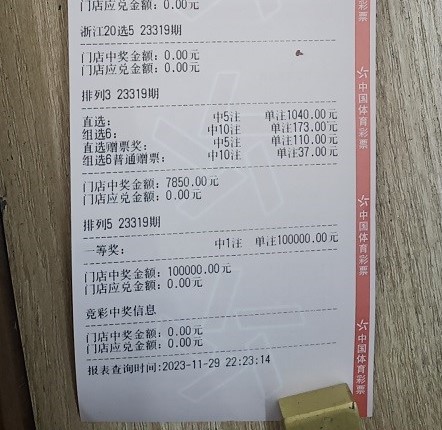 门店应兑金额：0.00元
浙江20选5 23319期
门店中奖金额：0.00元
门店应兑金额：0.00元
排列3 23319期
直选： 中5注 单注1040.00元
组选6： 中10注 单注173.00元
直选赠票奖： 中5注 单注110.00元
组选6普通赠票： 中10注 单注37.00元
门店中奖金额：7850.00元
门店应兑金额：0.00元
排列5 23319期
一等奖： 中1注 单注100000.00元
门店中奖金额：100000.00元
门店应兑金额：0.00元
竞彩中奖信息
门店中奖金额：0.00元
门店应兑金额：0.00元
报表查询时间：2023-11-29 22:23:14
彩票
中国体育彩票
中国体育彩票
中国体育彩票